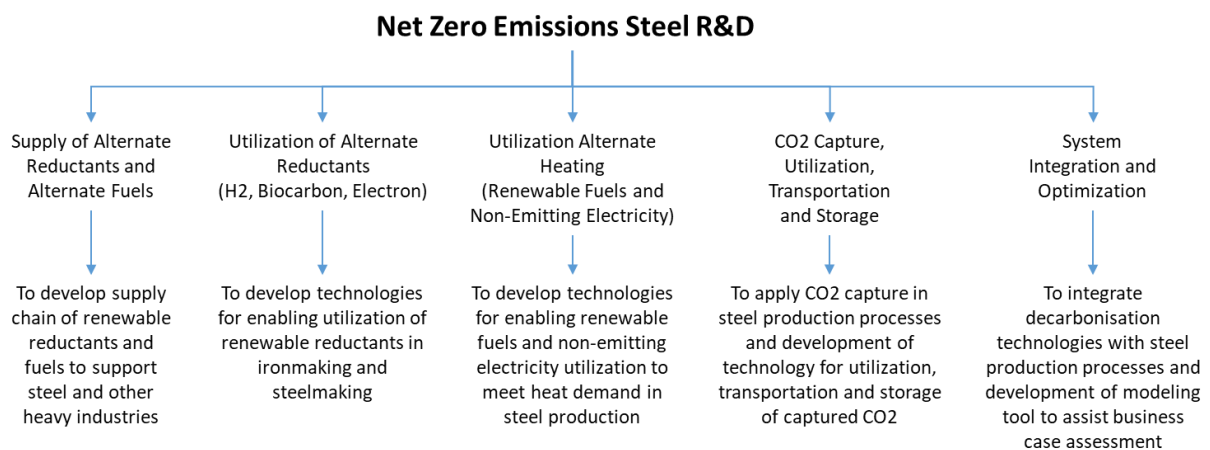 Net Zero Emissions Steel R&D
Supply of Alternate
Reductants and
Alternate Fuels
Utilization of Alternate
Reductants
(H2, Biocarbon, Electron)
Utilization Alternate
Heating
(Renewable Fuels and
Non-Emitting Electricity)
CO2 Capture,
Utilization,
Transportation
and Storage
System
Integration and
Optimization
To develop supply
chain of renewable
reductants and
fuels to support
steel and other
heavy industries
To develop technologies
for enabling utilization of
renewable reductants in
ironmaking and
steelmaking
To develop technologies
for enabling renewable
fuels and non-emitting
electricity utilization to
meet heat demand in
steel production
To apply CO2 capture in
steel production processes
and development of
technology for utilization,
transportation and storage
of captured CO2
To integrate
decarbonisation
technologies with steel
production processes and
development of modeling
tool to assist business
case assessment